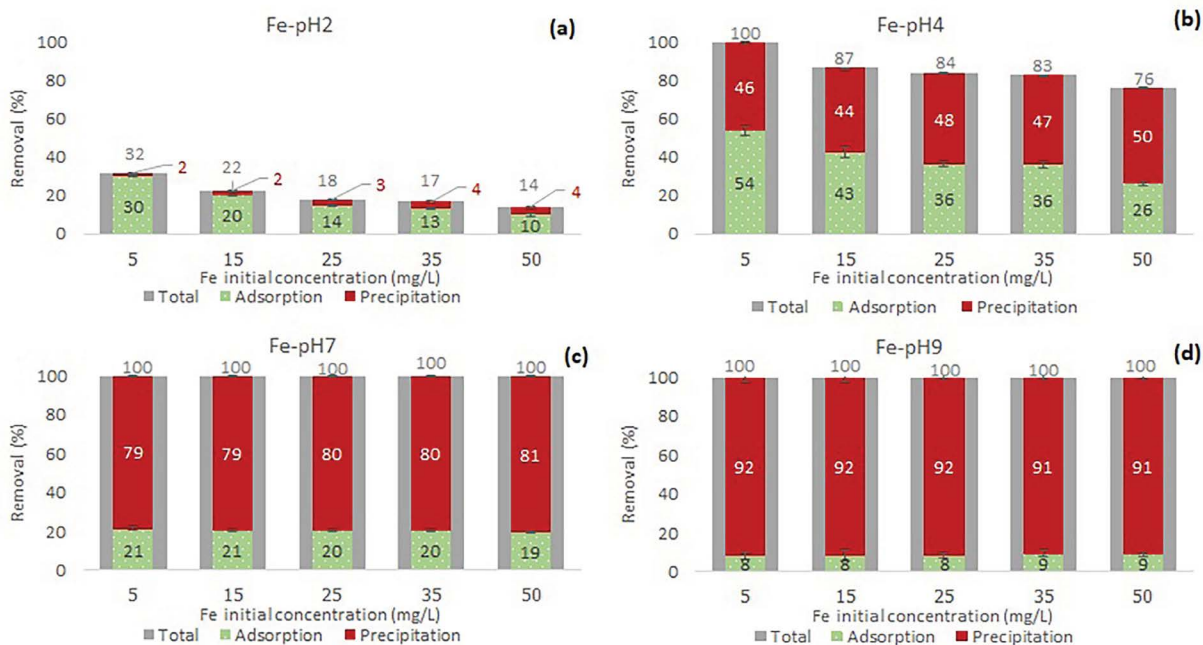 Fe-pH2 (a)
Removal (%)
100
80
60
40
20
0
32 22 18 17 14
2 2 3 4 4
30 20 14 13 10
5 15 25 35 50
Fe initial concentration (mg/L)
Total Adsorption Precipitation
Fe-pH4 (b)
Removal (%)
100
80
60
40
20
0
100 87 84 83 76
46 44 48 47 50
54 43 36 36 26
5 15 25 35 50
Fe initial concentration (mg/L)
Total Adsorption Precipitation
Fe-pH7 (c)
Removal (%)
100
80
60
40
20
0
100 100 100 100 100
79 79 80 80 81
21 21 20 20 19
5 15 25 35 50
Fe initial concentration (mg/L)
Total Adsorption Precipitation
Fe-pH9 (d)
Removal (%)
100
80
60
40
20
0
100 100 100 100 100
92 92 92 91 91
8 8 8 9 9
5 15 25 35 50
Fe initial concentration (mg/L)
Total Adsorption Precipitation